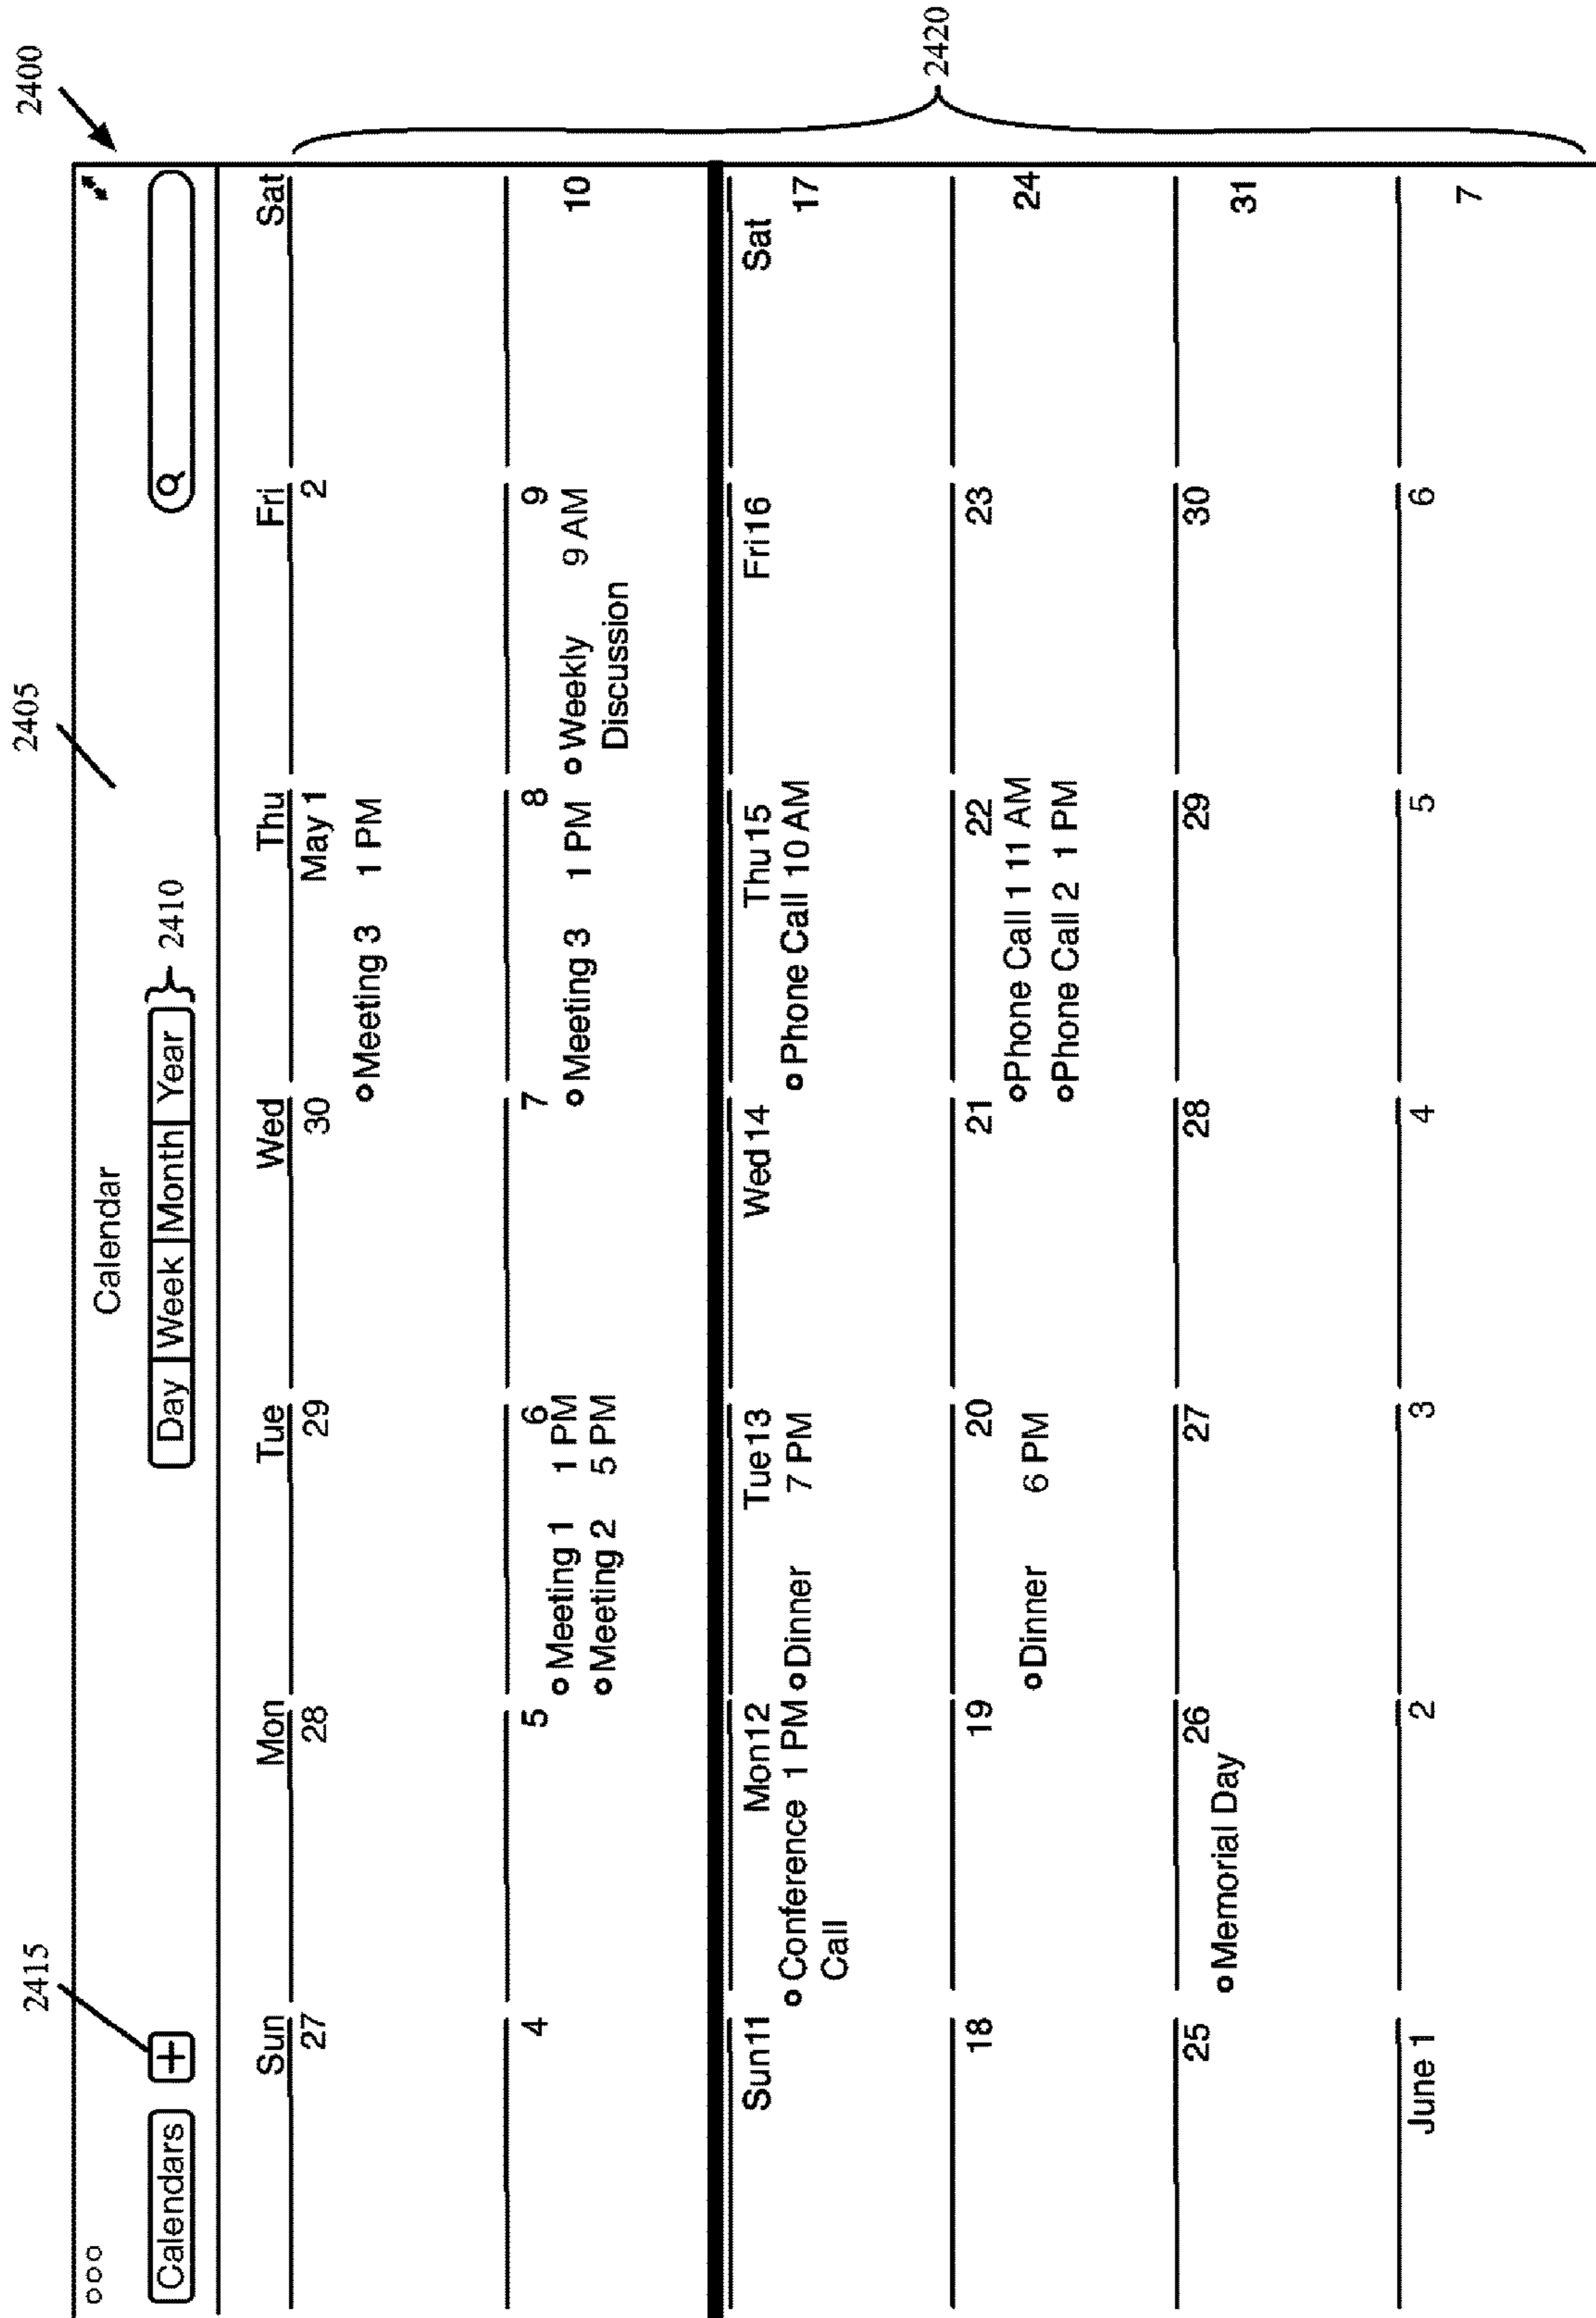 2400
2405
2415
Calendar
Calendars + Day Week Month Year 2410
Sun Mon Tue Wed Thu Fri Sat
27 28 29 30 May 1 2
Meeting 3 1 PM
4 5 6 7 8 9 10
Meeting 1 1 PM
Meeting 2 5 PM
Meeting 3 1 PM
Weekly 9 AM
Discussion
Sun 11 Mon 12 Tue 13 Wed 14 Thu 15 Fri 16 Sat 17
Conference 1 PM
Call
Dinner 7 PM
Phone Call 10 AM
18 19 20 21 22 23 24
Dinner 6 PM
Phone Call 1 11 AM
Phone Call 2 1 PM
25 26 27 28 29 30 31
Memorial Day
June 1 2 3 4 5 6 7
2420